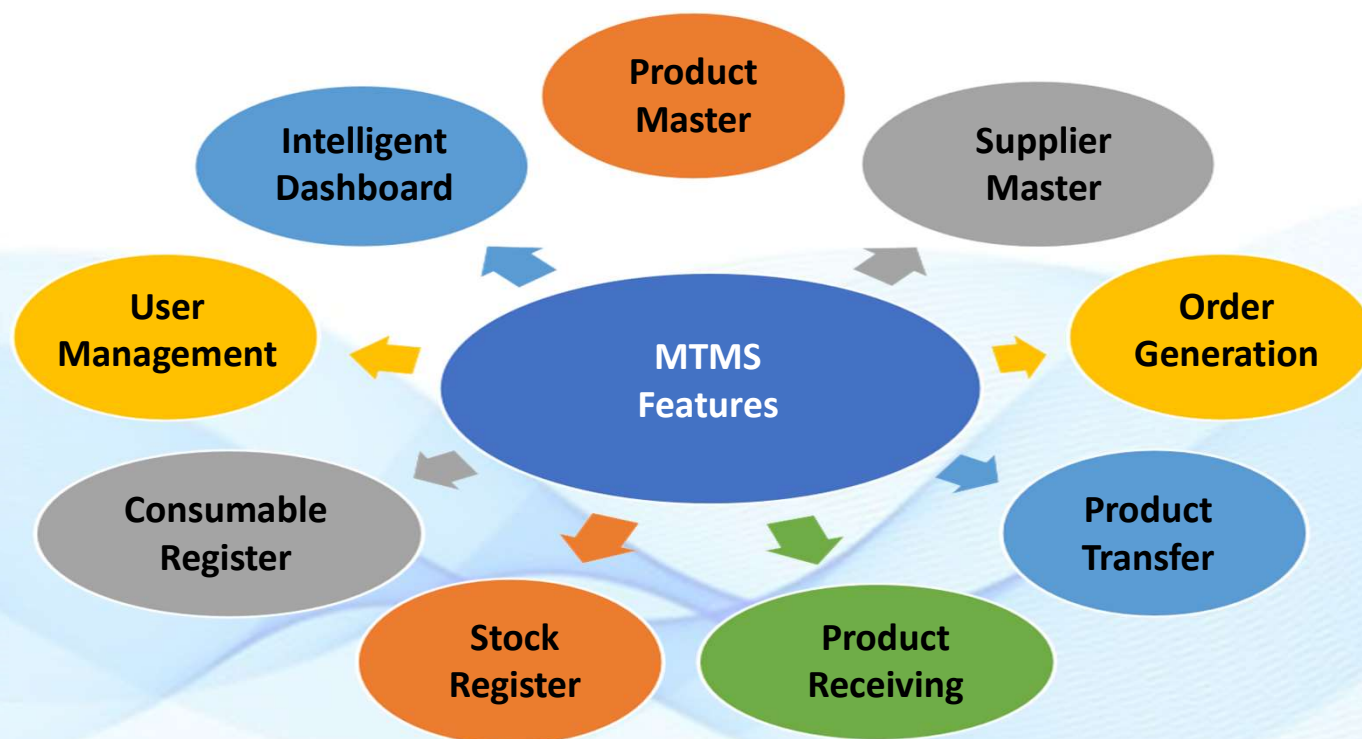 Product
Master
Intelligent
Dashboard
Supplier
Master
User
Management
MTMS
Features
Order
Generation
Consumable
Register
Product
Transfer
Stock
Register
Product
Receiving